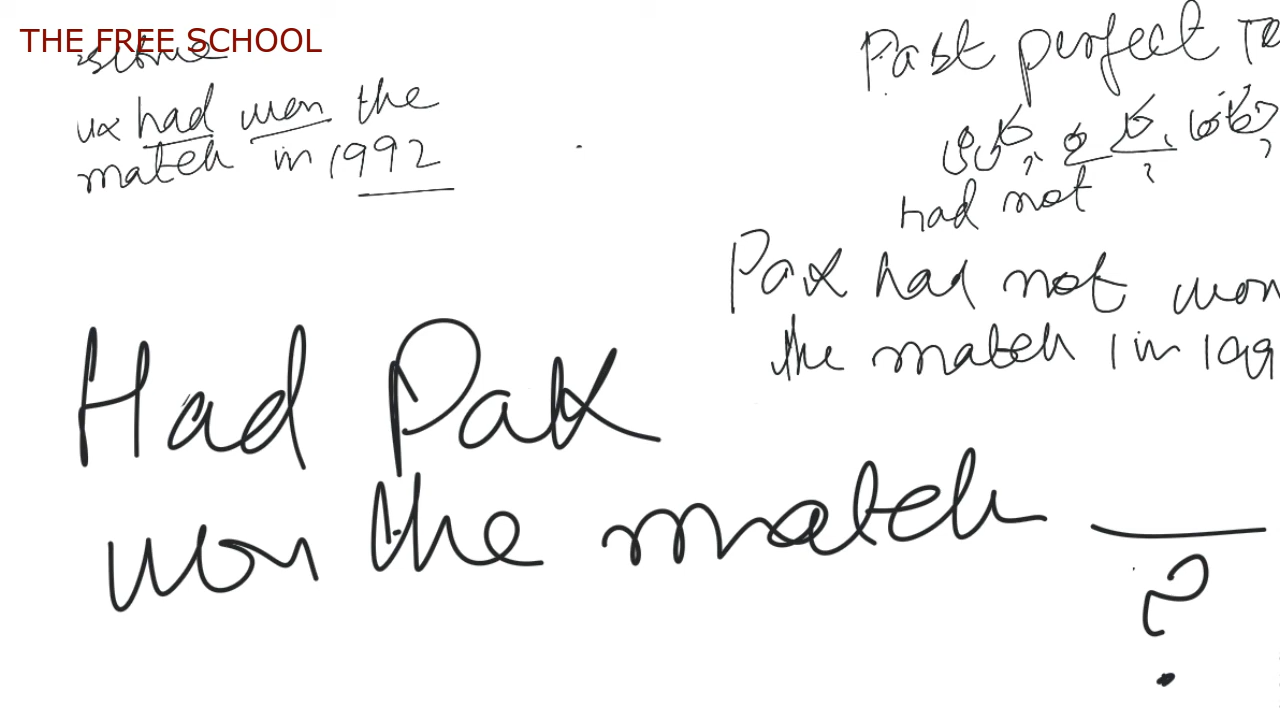 THE FREE SCHOOL
had won the
match in 1992
Past perfect Te
had not
Pak had not won
the match in 199
Had Pak
won the match
?